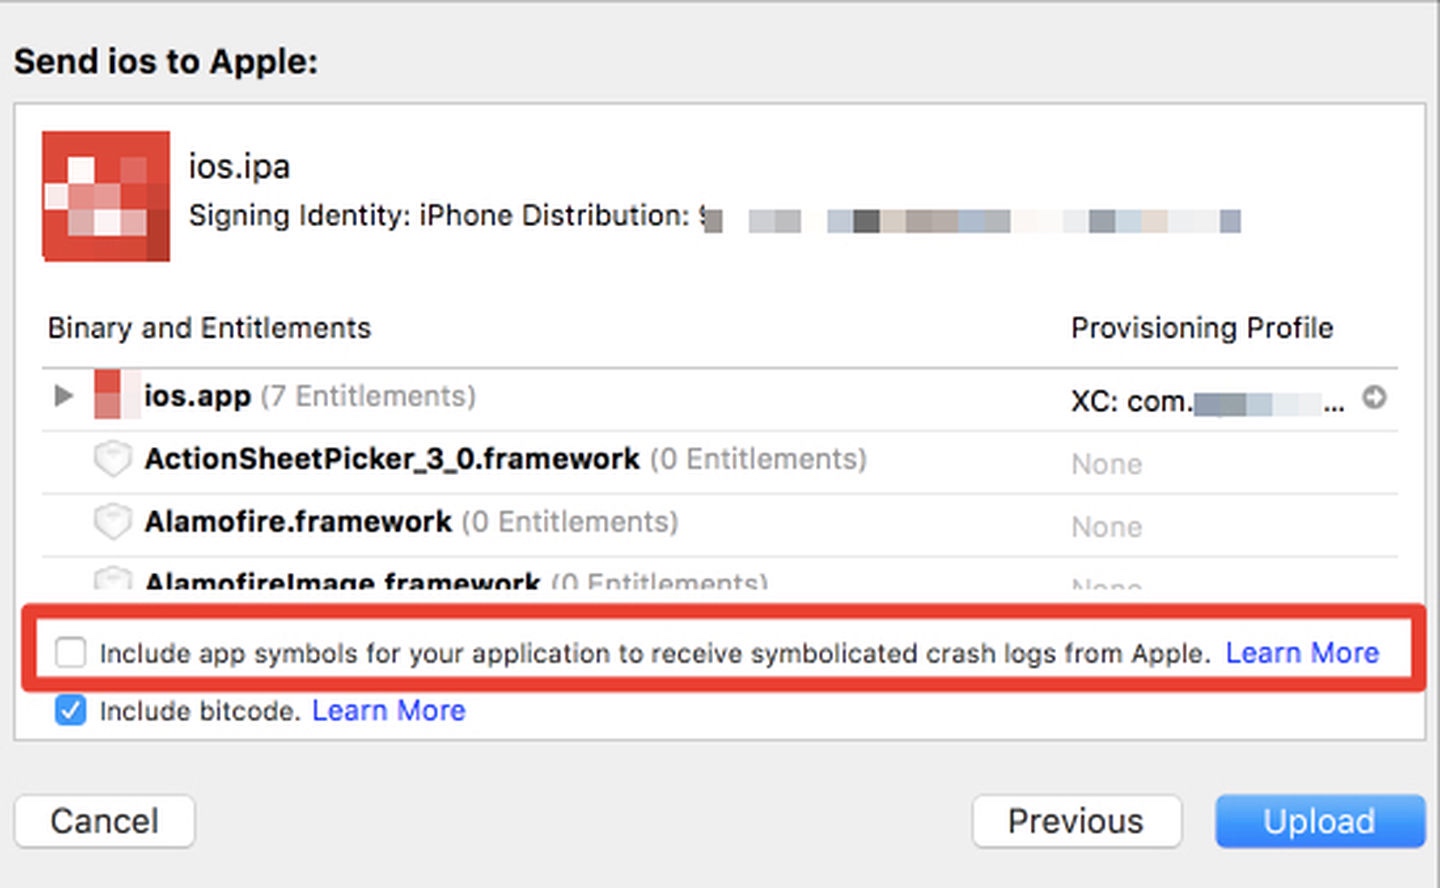 Send ios to Apple:
ios.ipa
Signing Identity: iPhone Distribution:
Binary and Entitlements
Provisioning Profile
ios.app (7 Entitlements)
XC: com. ...
ActionSheetPicker_3_0.framework (0 Entitlements)
None
Alamofire.framework (0 Entitlements)
None
AlamofireImage.framework (0 Entitlements)
None
Include app symbols for your application to receive symbolicated crash logs from Apple. Learn More
Include bitcode. Learn More
Cancel
Previous
Upload